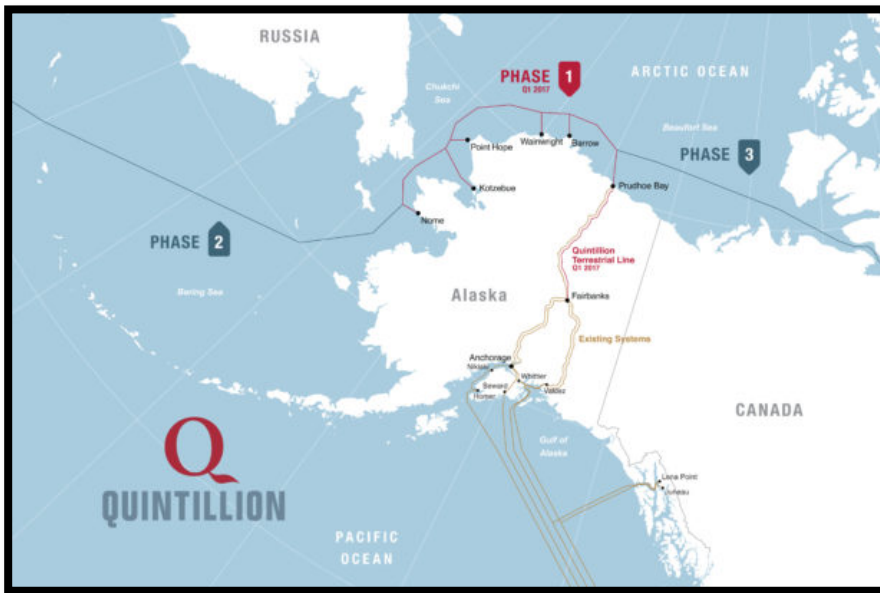 RUSSIA
PHASE 1
Q1 2017
ARCTIC OCEAN
Chukchi
Sea
Beaufort Sea
PHASE 3
Point Hope
Wainwright
Barrow
Kotzebue
Prudhoe Bay
Nome
PHASE 2
Quintillion
Terrestrial Line
Q1 2017
Bering Sea
Alaska
Fairbanks
Existing Systems
Anchorage
Nikiski
Whittier
Seward
Valdez
Homer
CANADA
Gulf of
Alaska
Q
QUINTILLION
Lena Point
Juneau
PACIFIC
OCEAN